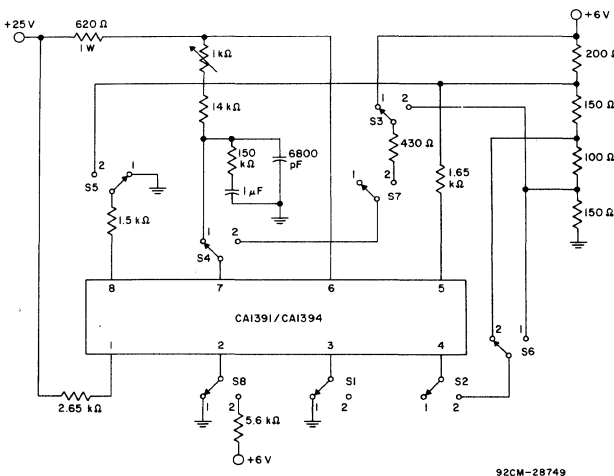 +25 V
620 Ω
1 W
+6 V
200 Ω
1 kΩ
1
2
S3
150 Ω
14 kΩ
430 Ω
100 Ω
2
1
S5
150
kΩ
6800
pF
1
2
S7
1.65
kΩ
1 μF
150 Ω
1.5 kΩ
1
2
S4
8
7
6
5
CA1391/CA1394
2
1
S6
1
2
3
4
S8
1
2
S1
1
2
S2
1
2
2.65 kΩ
5.6 kΩ
+6 V
92CM-28749